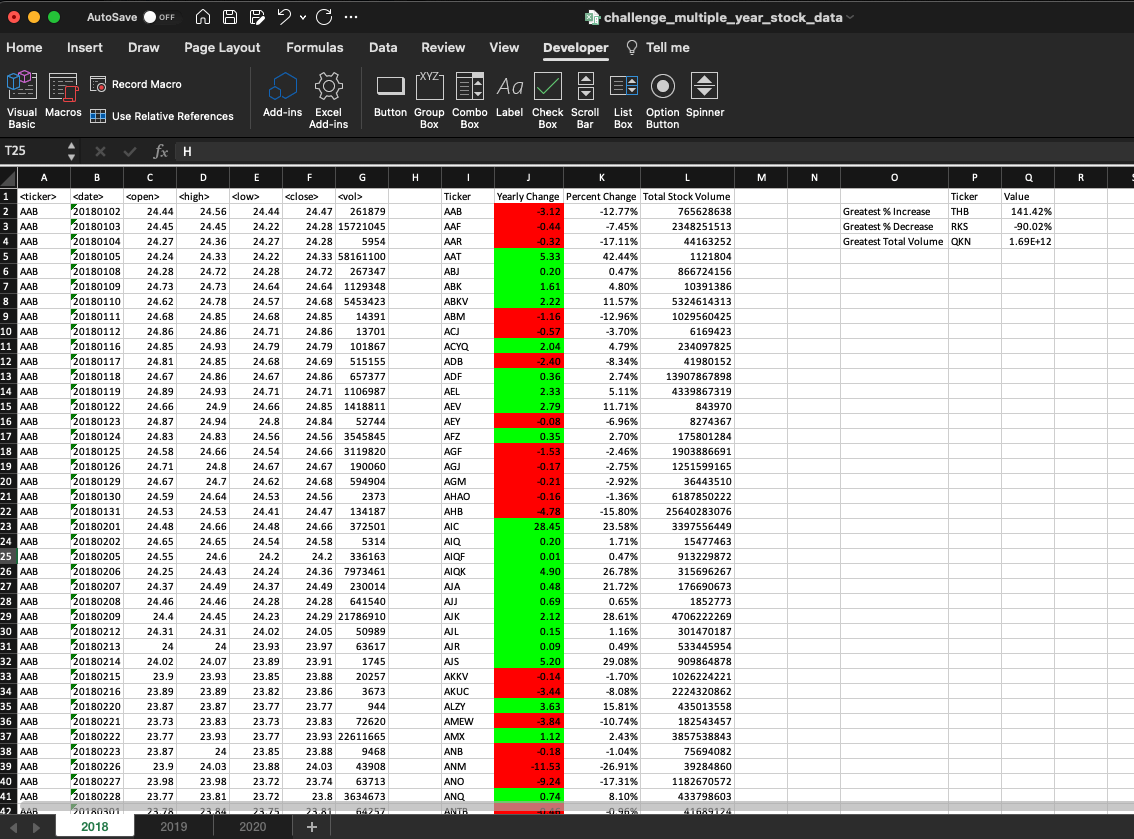 AutoSave OFF challenge_multiple_year_stock_data
Home Insert Draw Page Layout Formulas Data Review View Developer Tell me
Visual Basic Macros Record Macro Use Relative References Add-ins Excel Add-ins Button Group Box Combo Box Label Check Box Scroll Bar List Box Option Button Spinner
T25 fx H
A B C D E F G H I J K L M N O P Q R
1 <ticker> <date> <open> <high> <low> <close> <vol> Ticker Yearly Change Percent Change Total Stock Volume Ticker Value
2 AAB 20180102 24.44 24.56 24.44 24.47 261879 AAB -3.12 -12.77% 765628638 Greatest % Increase THB 141.42%
3 AAB 20180103 24.45 24.45 24.22 24.28 15721045 AAF -0.44 -7.45% 2348251513 Greatest % Decrease RKS -90.02%
4 AAB 20180104 24.27 24.36 24.27 24.28 5954 AAR -0.32 -17.11% 44163252 Greatest Total Volume QKN 1.69E+12
5 AAB 20180105 24.24 24.33 24.22 24.33 58161100 AAT 5.33 42.44% 1121804
6 AAB 20180108 24.28 24.72 24.28 24.72 267347 ABJ 0.20 0.47% 866724156
7 AAB 20180109 24.73 24.73 24.64 24.64 1129348 ABK 1.61 4.80% 10391386
8 AAB 20180110 24.62 24.78 24.57 24.68 5453423 ABKV 2.22 11.57% 5324614313
9 AAB 20180111 24.68 24.85 24.68 24.85 14391 ABM -1.16 -12.96% 1029560425
10 AAB 20180112 24.86 24.86 24.71 24.86 13701 ACJ -0.57 -3.70% 6169423
11 AAB 20180116 24.85 24.93 24.79 24.79 101867 ACYQ 2.04 4.79% 234097825
12 AAB 20180117 24.81 24.85 24.68 24.69 515155 ADB -2.40 -8.34% 41980152
13 AAB 20180118 24.67 24.86 24.67 24.86 657377 ADF 0.36 2.74% 13907867898
14 AAB 20180119 24.89 24.93 24.71 24.71 1106987 AEL 2.33 5.11% 4339867319
15 AAB 20180122 24.66 24.9 24.66 24.85 1418811 AEV 2.79 11.71% 843970
16 AAB 20180123 24.87 24.94 24.8 24.84 52744 AEY -0.08 -6.96% 8274367
17 AAB 20180124 24.83 24.83 24.56 24.56 3545845 AFZ 0.35 2.70% 175801284
18 AAB 20180125 24.58 24.66 24.54 24.66 3119820 AGF -1.53 -2.46% 1903886691
19 AAB 20180126 24.71 24.8 24.67 24.67 190060 AGJ -0.17 -2.75% 1251599165
20 AAB 20180129 24.67 24.7 24.62 24.68 594904 AGM -0.21 -2.92% 36443510
21 AAB 20180130 24.59 24.64 24.53 24.56 2373 AHAO -0.16 -1.36% 6187850222
22 AAB 20180131 24.53 24.53 24.41 24.47 134187 AHB -4.78 -15.80% 25640283076
23 AAB 20180201 24.48 24.66 24.48 24.66 372501 AIC 28.45 23.58% 3397556449
24 AAB 20180202 24.65 24.65 24.54 24.58 5314 AIQ 0.20 1.71% 15477463
25 AAB 20180205 24.55 24.6 24.2 24.2 336163 AIQF 0.01 0.47% 913229872
26 AAB 20180206 24.25 24.43 24.24 24.36 7973461 AIQK 4.90 26.78% 315696267
27 AAB 20180207 24.37 24.49 24.37 24.49 230014 AJA 0.48 21.72% 176690673
28 AAB 20180208 24.46 24.46 24.28 24.28 641540 AJJ 0.69 0.65% 1852773
29 AAB 20180209 24.4 24.45 24.23 24.29 21786910 AJK 2.12 28.61% 4706222269
30 AAB 20180212 24.31 24.31 24.02 24.05 50989 AJL 0.15 1.16% 301470187
31 AAB 20180213 24 24 23.93 23.97 63617 AJR 0.09 0.49% 533445954
32 AAB 20180214 24.02 24.07 23.89 23.91 1745 AJS 5.20 29.08% 909864878
33 AAB 20180215 23.9 23.93 23.85 23.88 20257 AKKV -0.14 -1.70% 1026224221
34 AAB 20180216 23.89 23.89 23.82 23.86 3673 AKUC -3.44 -8.08% 2224320862
35 AAB 20180220 23.87 23.87 23.77 23.77 944 ALZY 3.63 15.81% 435013558
36 AAB 20180221 23.73 23.83 23.73 23.83 72620 AMEW -3.84 -10.74% 182543457
37 AAB 20180222 23.77 23.93 23.77 23.93 22611665 AMX 1.12 2.43% 3857538843
38 AAB 20180223 23.87 24 23.85 23.88 9468 ANB -0.18 -1.04% 75694082
39 AAB 20180226 23.9 24.03 23.88 24.03 43908 ANM -11.53 -26.91% 39284860
40 AAB 20180227 23.98 23.98 23.72 23.74 63713 ANO -9.24 -17.31% 1182670572
41 AAB 20180228 23.77 23.81 23.72 23.8 3634673 ANQ 0.74 8.10% 433798603
42 AAB 20180301 23.78 23.84 23.75 23.81 64257 ANTB -0.46 -0.96% 41689124
2018 2019 2020 +